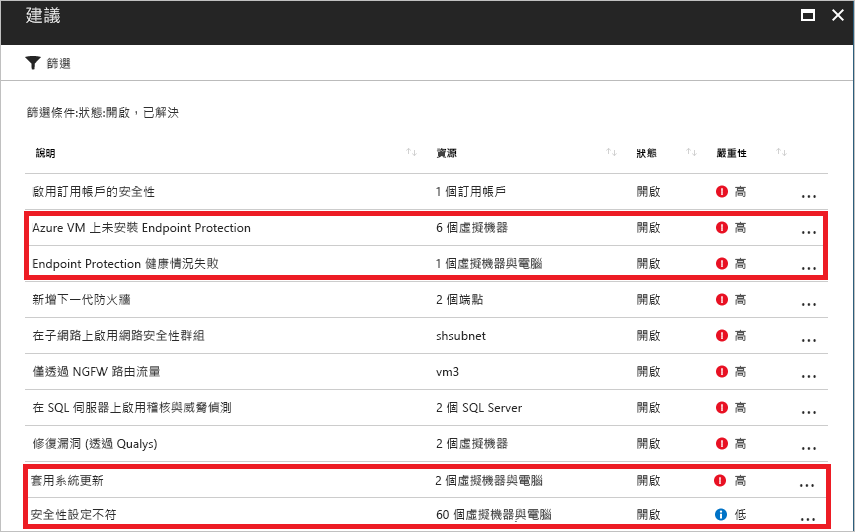 建議
篩選
篩選條件:狀態:開啟，已解決
說明 資源 狀態 嚴重性
啟用訂用帳戶的安全性 1 個訂用帳戶 開啟 高 ...
Azure VM 上未安裝 Endpoint Protection 6 個虛擬機器 開啟 高 ...
Endpoint Protection 健康情況失敗 1 個虛擬機器與電腦 開啟 高 ...
新增下一代防火牆 2 個端點 開啟 高 ...
在子網路上啟用網路安全性群組 shsubnet 開啟 高 ...
僅透過 NGFW 路由流量 vm3 開啟 高 ...
在 SQL 伺服器上啟用稽核與威脅偵測 2 個 SQL Server 開啟 高 ...
修復漏洞 (透過 Qualys) 2 個虛擬機器 開啟 高 ...
套用系統更新 2 個虛擬機器與電腦 開啟 高 ...
安全性設定不符 60 個虛擬機器與電腦 開啟 低 ...